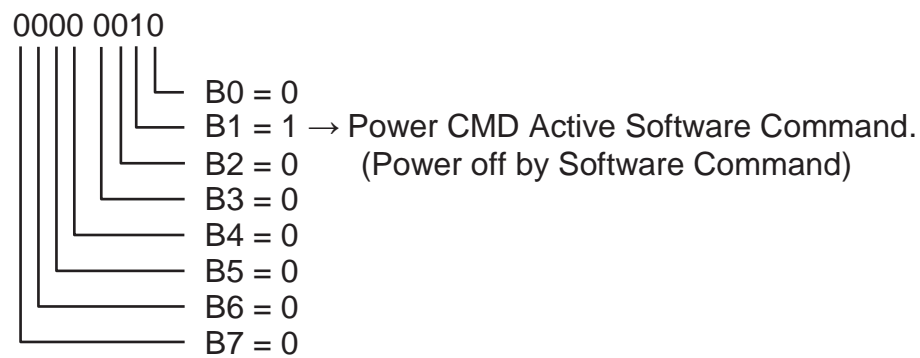 0000 0010
B0 = 0
B1 = 1 → Power CMD Active Software Command.
B2 = 0 (Power off by Software Command)
B3 = 0
B4 = 0
B5 = 0
B6 = 0
B7 = 0